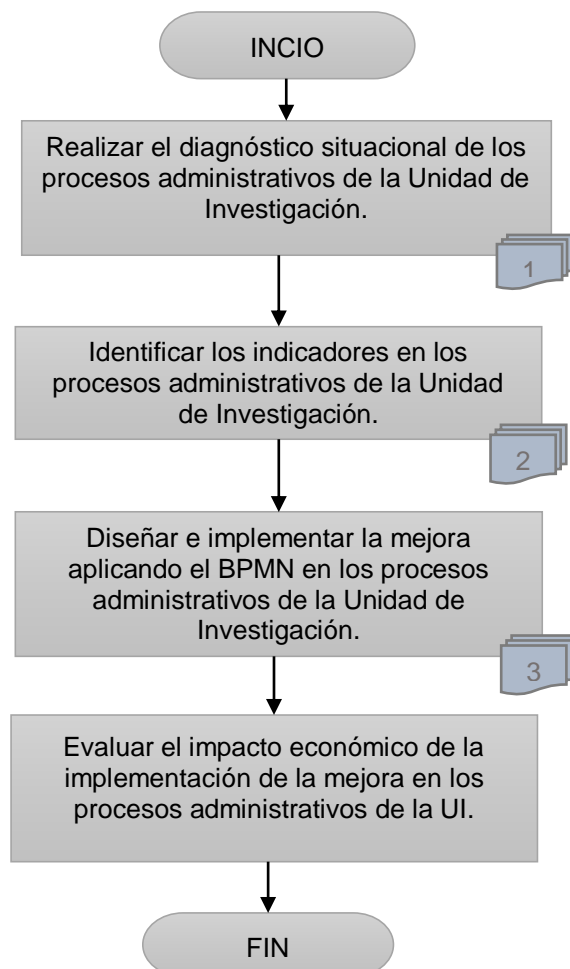 INCIO
Realizar el diagnóstico situacional de los
procesos administrativos de la Unidad de
Investigación.
1
Identificar los indicadores en los
procesos administrativos de la Unidad
de Investigación.
2
Diseñar e implementar la mejora
aplicando el BPMN en los procesos
administrativos de la Unidad de
Investigación.
3
Evaluar el impacto económico de la
implementación de la mejora en los
procesos administrativos de la UI.
FIN